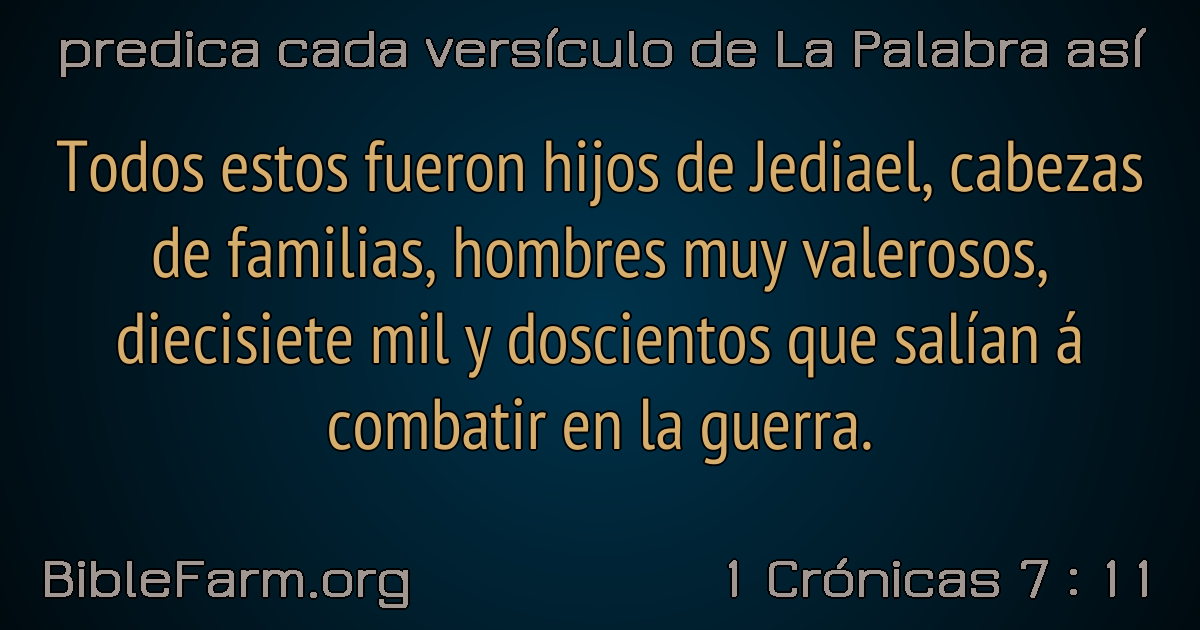 predica cada versículo de La Palabra así
Todos estos fueron hijos de Jediael, cabezas
de familias, hombres muy valerosos,
diecisiete mil y doscientos que salían á
combatir en la guerra.
BibleFarm.org
1 Crónicas 7 : 11